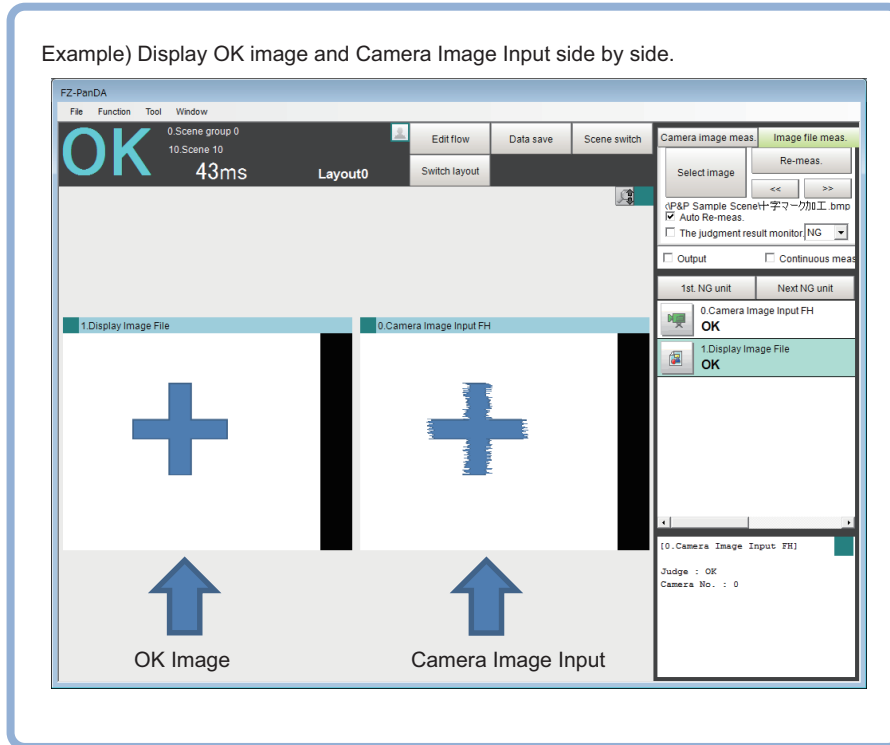 Example) Display OK image and Camera Image Input side by side.
FZ-PanDA
File Function Tool Window
OK
0.Scene group 0
10.Scene 10
43ms
Layout0
Edit flow Data save Scene switch
Switch layout
Camera image meas. Image file meas.
Select image
Re-meas.
<< >>
\P&P Sample Scene\十字マーク加工.bmp
Auto Re-meas.
The judgment result monitor. NG
Output Continuous meas
1st. NG unit Next NG unit
0.Camera Image Input FH
OK
1.Display Image File
OK
1.Display Image File
0.Camera Image Input FH
[0.Camera Image Input FH]
Judge : OK
Camera No. : 0
OK Image
Camera Image Input